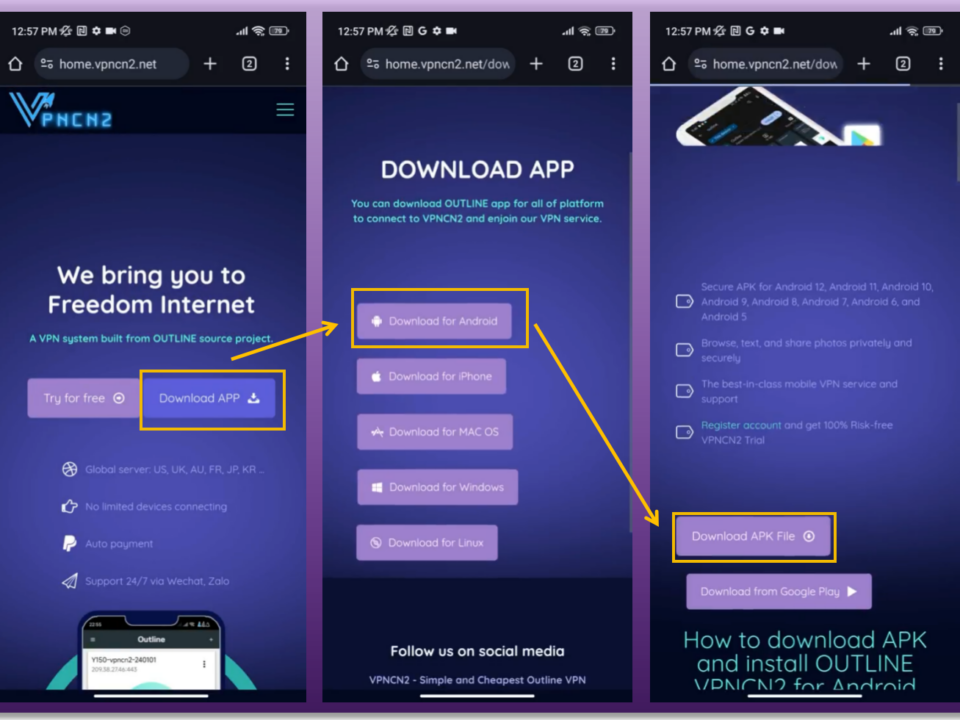 12:57 PM
79
home.vpncn2.net
2
VPNCN2
We bring you to
Freedom Internet
A VPN system built from OUTLINE source project.
Try for free
Download APP
Global server: US, UK, AU, FR, JP, KR ...
No limited devices connecting
Auto payment
Support 24/7 via Wechat, Zalo
Outline
Y150-vpncn2-240101
12:57 PM
G
79
home.vpncn2.net/dow
2
DOWNLOAD APP
You can download OUTLINE app for all of platform
to connect to VPNCN2 and enjoin our VPN service.
Download for Android
Download for iPhone
Download for MAC OS
Download for Windows
Download for Linux
Follow us on social media
VPNCN2 - Simple and Cheapest Outline VPN
12:57 PM
G
79
home.vpncn2.net/dow
2
Secure APK for Android 12, Android 11, Android 10,
Android 9, Android 8, Android 7, Android 6, and
Android 5
Browse, text, and share photos privately and
securely
The best-in-class mobile VPN service and
support
Register account and get 100% Risk-free
VPNCN2 Trial
Download APK File
Download from Google Play
How to download APK
and install OUTLINE
VPNCN2 for Android